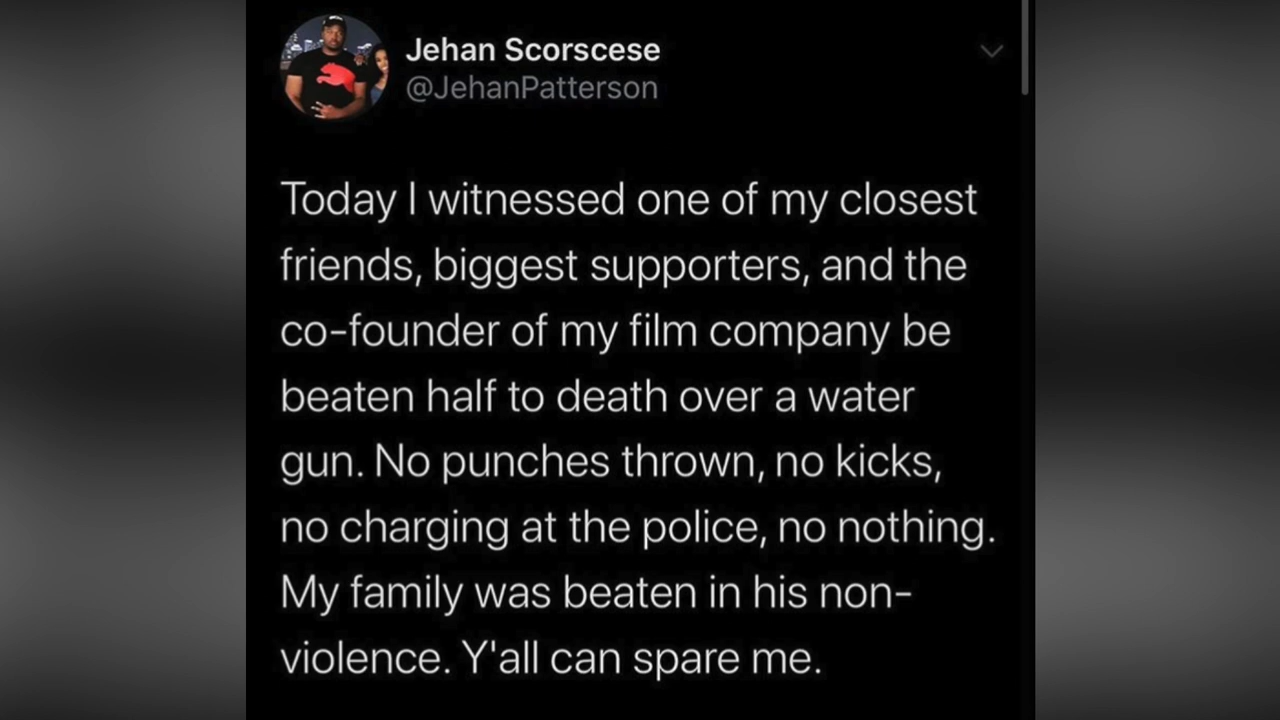 Jehan Scorscese
@JehanPatterson
Today I witnessed one of my closest
friends, biggest supporters, and the
co-founder of my film company be
beaten half to death over a water
gun. No punches thrown, no kicks,
no charging at the police, no nothing.
My family was beaten in his non-
violence. Y'all can spare me.